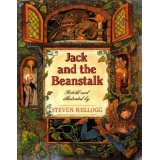 Jack
and the
Beanstalk
Retold and
illustrated by
STEVEN KELLOGG